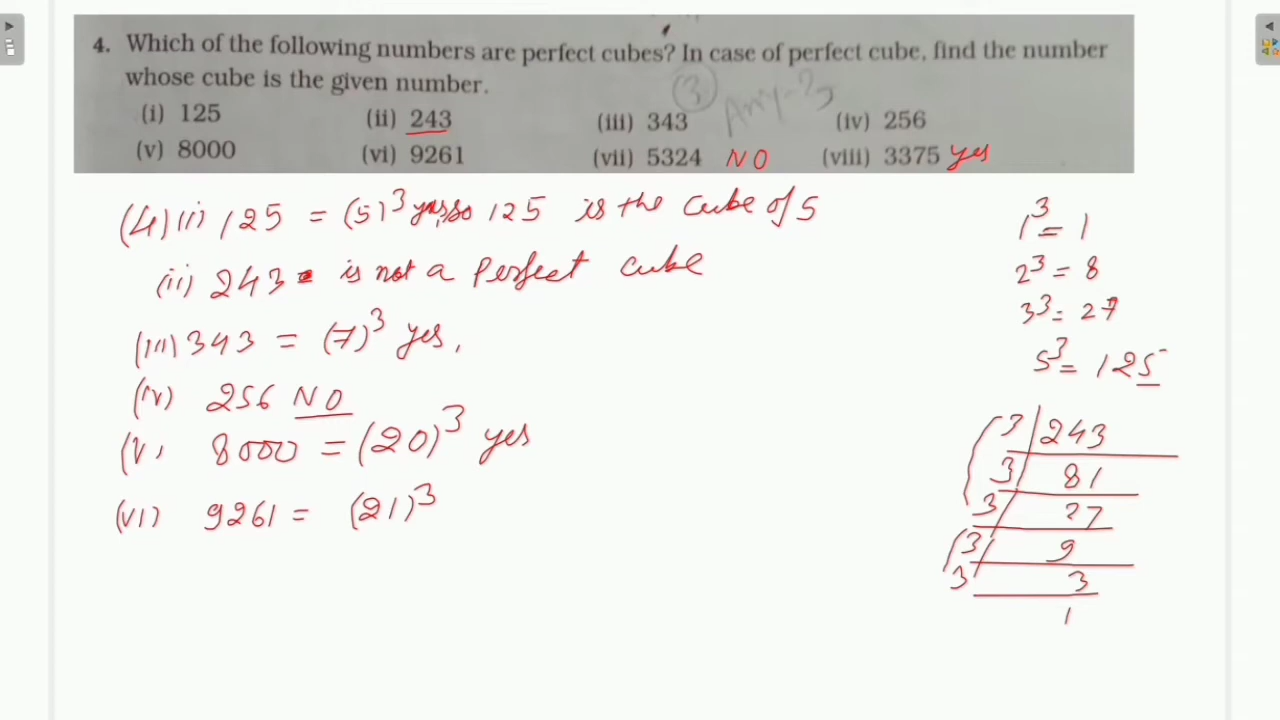 4. Which of the following numbers are perfect cubes? In case of perfect cube, find the number
whose cube is the given number.
(i) 125 (ii) 243 (iii) 343 (iv) 256
(v) 8000 (vi) 9261 (vii) 5324 NO (viii) 3375 yes
3
(4) (i) 125 = (5)³ yes, so 125 is the cube of 5
(ii) 243 is not a Perfect cube
(iii) 343 = (7)³ yes,
(iv) 256 NO
(v) 8000 = (20)³ yes
(vi) 9261 = (21)³
1³ = 1
2³ = 8
3³ = 27
5³ = 125
3 | 243
3 | 81
3 | 27
3 | 9
3 | 3
1